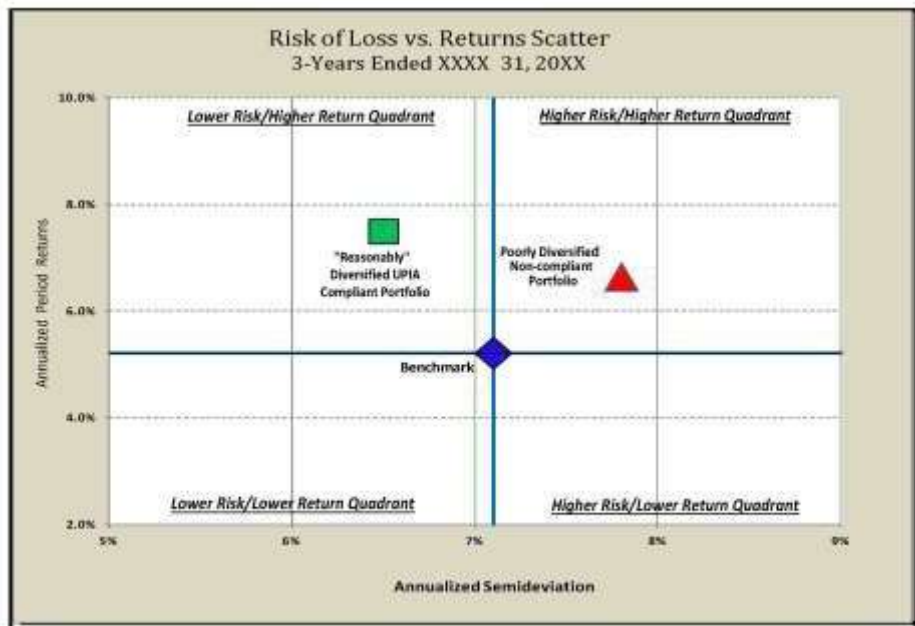 Risk of Loss vs. Returns Scatter
3-Years Ended XXXX 31, 20XX
Annualized Period Returns
10.0%
8.0%
6.0%
4.0%
2.0%
Lower Risk/Higher Return Quadrant
Higher Risk/Higher Return Quadrant
"Reasonably"
Diversified UPIA
Compliant Portfolio
Poorly Diversified
Non-compliant
Portfolio
Benchmark
Lower Risk/Lower Return Quadrant
Higher Risk/Lower Return Quadrant
5%
6%
7%
8%
9%
Annualized Semideviation